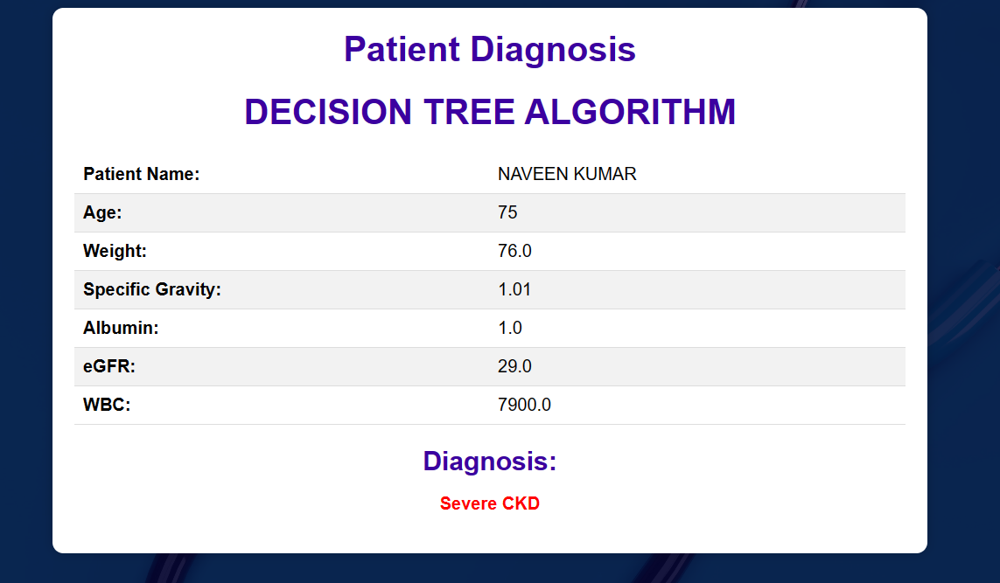 Patient Diagnosis
DECISION TREE ALGORITHM
Patient Name: NAVEEN KUMAR
Age: 75
Weight: 76.0
Specific Gravity: 1.01
Albumin: 1.0
eGFR: 29.0
WBC: 7900.0
Diagnosis:
Severe CKD